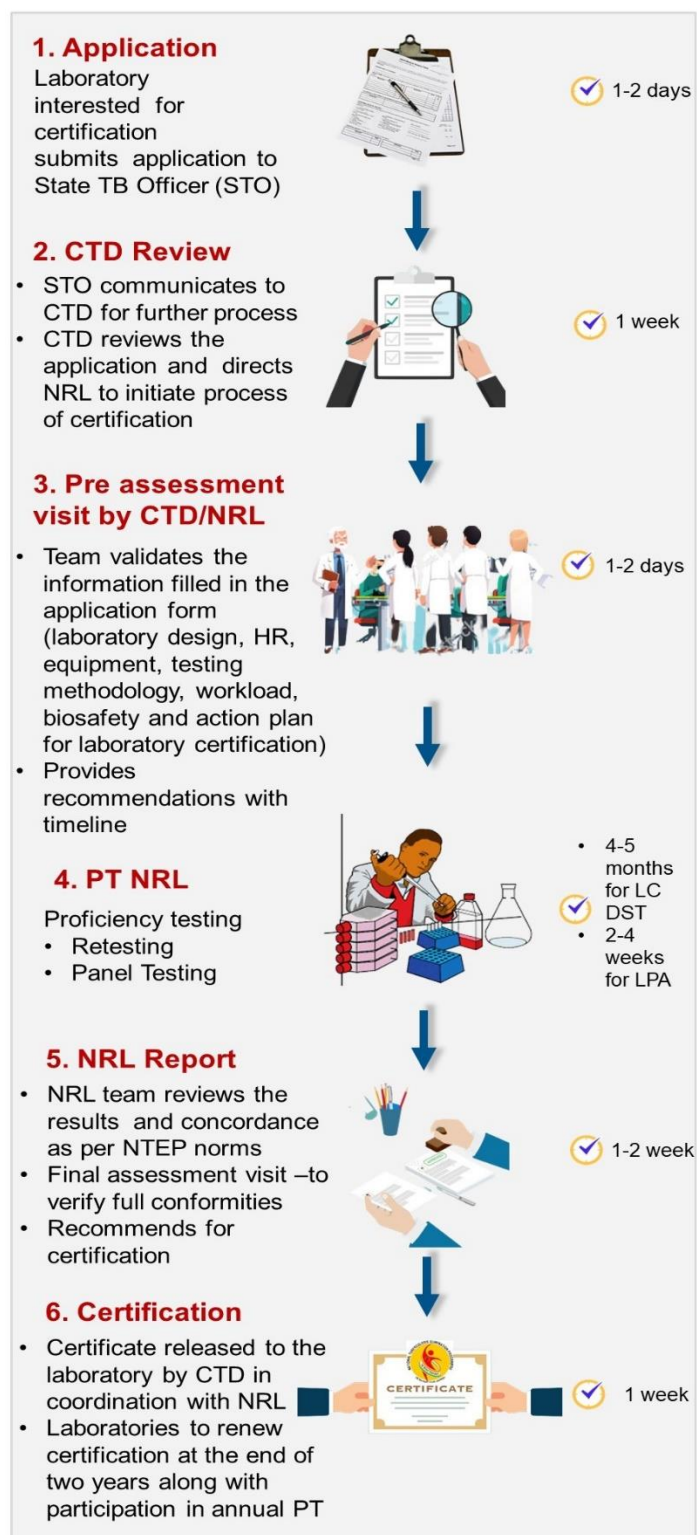 1. Application
Laboratory
interested for
certification
submits application to
State TB Officer (STO)
1-2 days
2. CTD Review
• STO communicates to
CTD for further process
• CTD reviews the
application and directs
NRL to initiate process
of certification
1 week
3. Pre assessment
visit by CTD/NRL
• Team validates the
information filled in the
application form
(laboratory design, HR,
equipment, testing
methodology, workload,
biosafety and action plan
for laboratory certification)
• Provides
recommendations with
timeline
1-2 days
4. PT NRL
Proficiency testing
• Retesting
• Panel Testing
• 4-5
months
for LC
DST
• 2-4
weeks
for LPA
5. NRL Report
• NRL team reviews the
results and concordance
as per NTEP norms
• Final assessment visit –to
verify full conformities
• Recommends for
certification
1-2 week
6. Certification
• Certificate released to the
laboratory by CTD in
coordination with NRL
• Laboratories to renew
certification at the end of
two years along with
participation in annual PT
CERTIFICATE
1 week